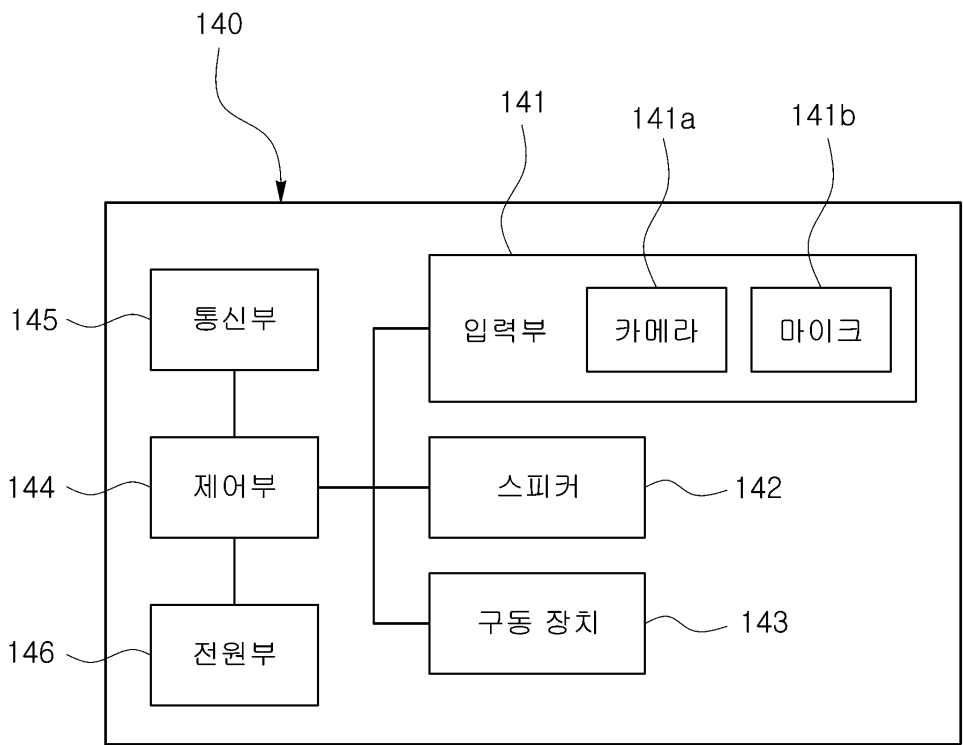 140
141
141a
141b
145
통신부
입력부
카메라
마이크
144
제어부
스피커
142
146
전원부
구동 장치
143